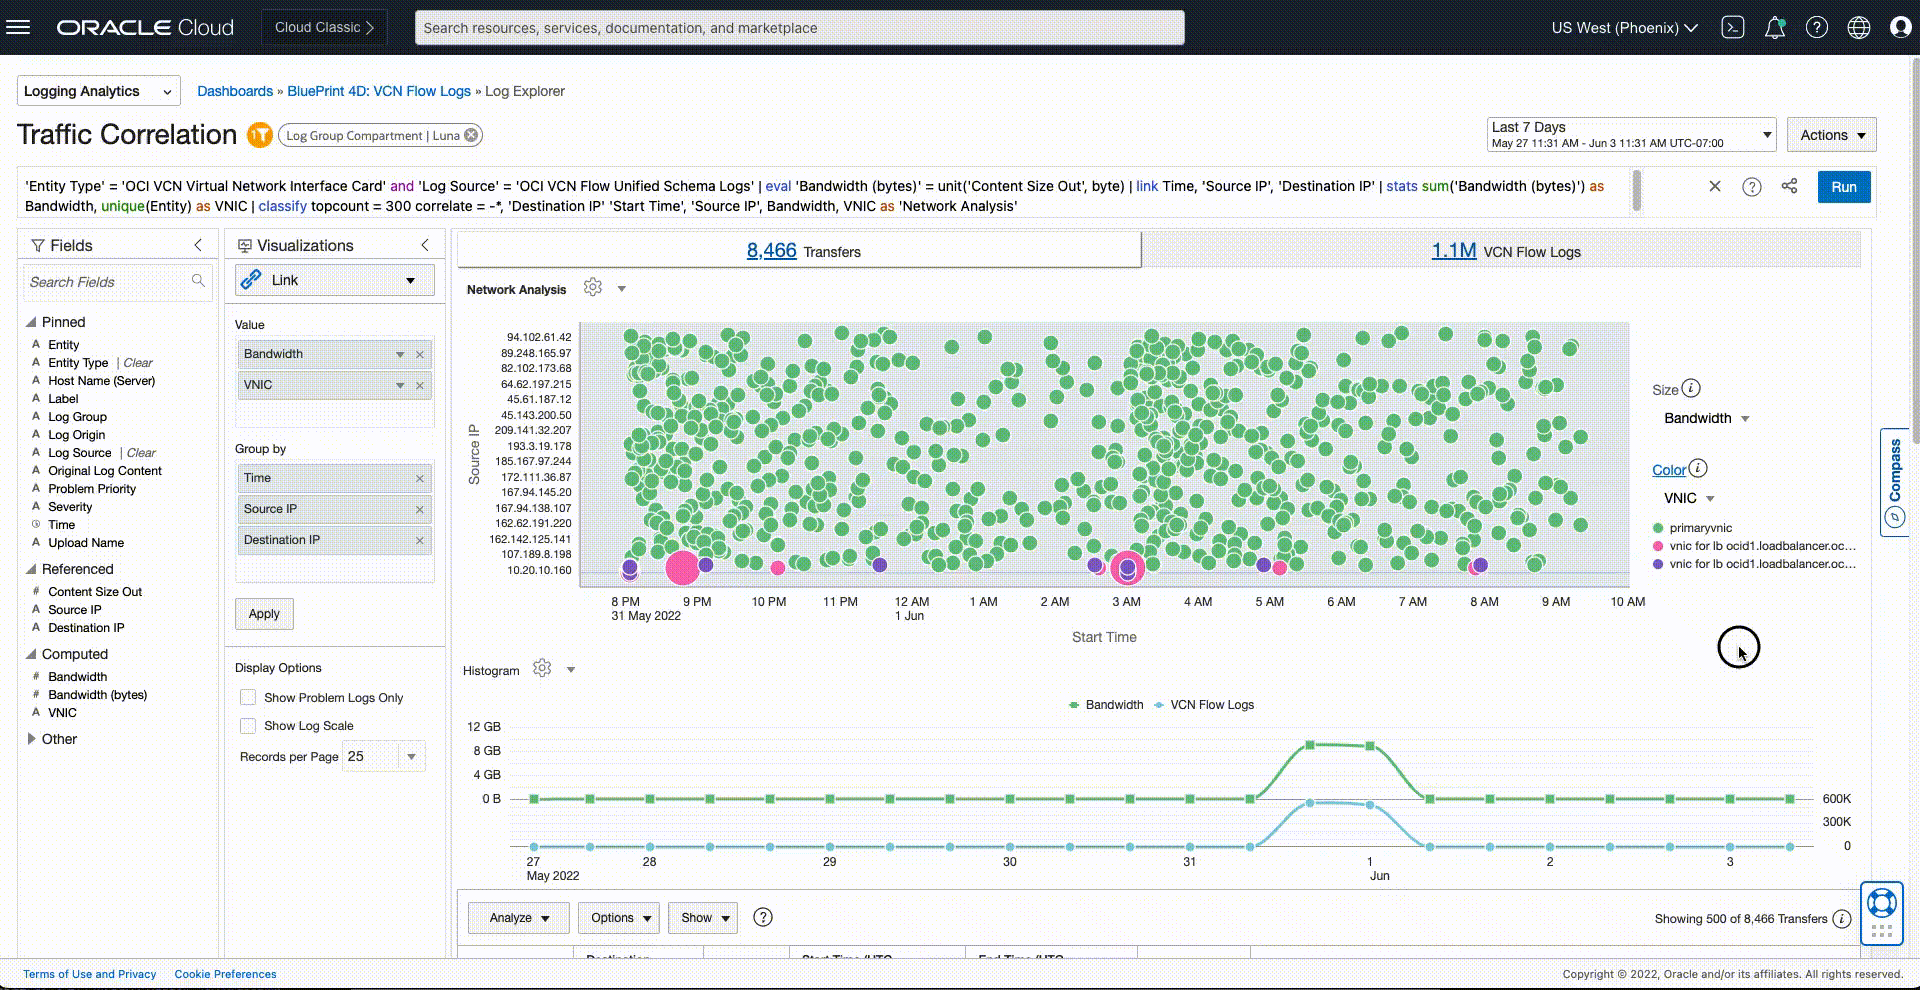 ORACLE Cloud
Cloud Classic
Search resources, services, documentation, and marketplace
US West (Phoenix)
Logging Analytics
Dashboards » BluePrint 4D: VCN Flow Logs » Log Explorer
Traffic Correlation
1
Log Group Compartment | Luna
Last 7 Days
May 27 11:31 AM - Jun 3 11:31 AM UTC-07:00
Actions
'Entity Type' = 'OCI VCN Virtual Network Interface Card' and 'Log Source' = 'OCI VCN Flow Unified Schema Logs' | eval 'Bandwidth (bytes)' = unit('Content Size Out', byte) | link Time, 'Source IP', 'Destination IP' | stats sum('Bandwidth (bytes)') as
Bandwidth, unique(Entity) as VNIC | classify topcount = 300 correlate = -*, 'Destination IP' 'Start Time', 'Source IP', Bandwidth, VNIC as 'Network Analysis'
Run
Fields
Search Fields
Pinned
A Entity
A Entity Type | Clear
A Host Name (Server)
A Label
A Log Group
A Log Origin
A Log Source | Clear
A Original Log Content
A Problem Priority
A Severity
Time
A Upload Name
Referenced
# Content Size Out
A Source IP
A Destination IP
Computed
# Bandwidth
# Bandwidth (bytes)
A VNIC
Other
Visualizations
Link
Value
Bandwidth
VNIC
Group by
Time
Source IP
Destination IP
Apply
Display Options
Show Problem Logs Only
Show Log Scale
Records per Page 25
8,466 Transfers
1.1M VCN Flow Logs
Network Analysis
Source IP
94.102.61.42
89.248.165.97
82.102.173.68
64.62.197.215
45.61.187.12
45.143.200.50
209.141.32.207
193.3.19.178
185.167.97.244
172.111.36.87
167.94.145.20
167.94.138.107
162.62.191.220
162.142.125.141
107.189.8.198
10.20.10.160
8 PM 9 PM 10 PM 11 PM 12 AM 1 AM 2 AM 3 AM 4 AM 5 AM 6 AM 7 AM 8 AM 9 AM 10 AM
31 May 2022 1 Jun
Start Time
Size
Bandwidth
Color
VNIC
primaryvnic
vnic for lb ocid1.loadbalancer.oc...
vnic for lb ocid1.loadbalancer.oc...
Compass
Histogram
Bandwidth VCN Flow Logs
12 GB
8 GB
4 GB
0 B
600K
300K
0
27 28 29 30 31 1 2 3
May 2022 Jun
Analyze
Options
Show
Showing 500 of 8,466 Transfers
Terms of Use and Privacy
Cookie Preferences
Copyright © 2022, Oracle and/or its affiliates. All rights reserved.